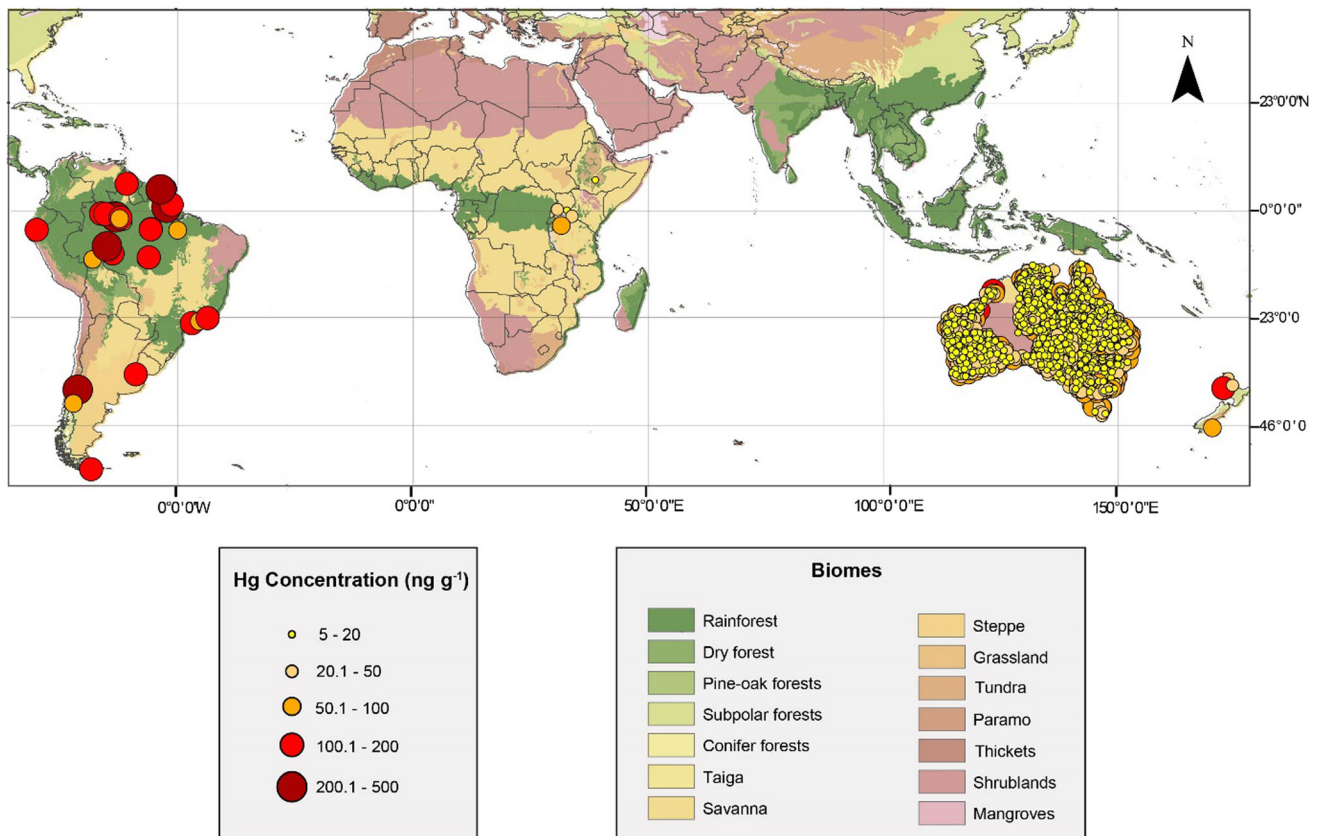 N
23°0'0"N
0°0'0"
23°0'0
46°0'0
0°0'0"W
0°0'0"
50°0'0"E
100°0'0"E
150°0'0"E
Hg Concentration (ng g⁻¹)
5 - 20
20.1 - 50
50.1 - 100
100.1 - 200
200.1 - 500
Biomes
Rainforest
Dry forest
Pine-oak forests
Subpolar forests
Conifer forests
Taiga
Savanna
Steppe
Grassland
Tundra
Paramo
Thickets
Shrublands
Mangroves